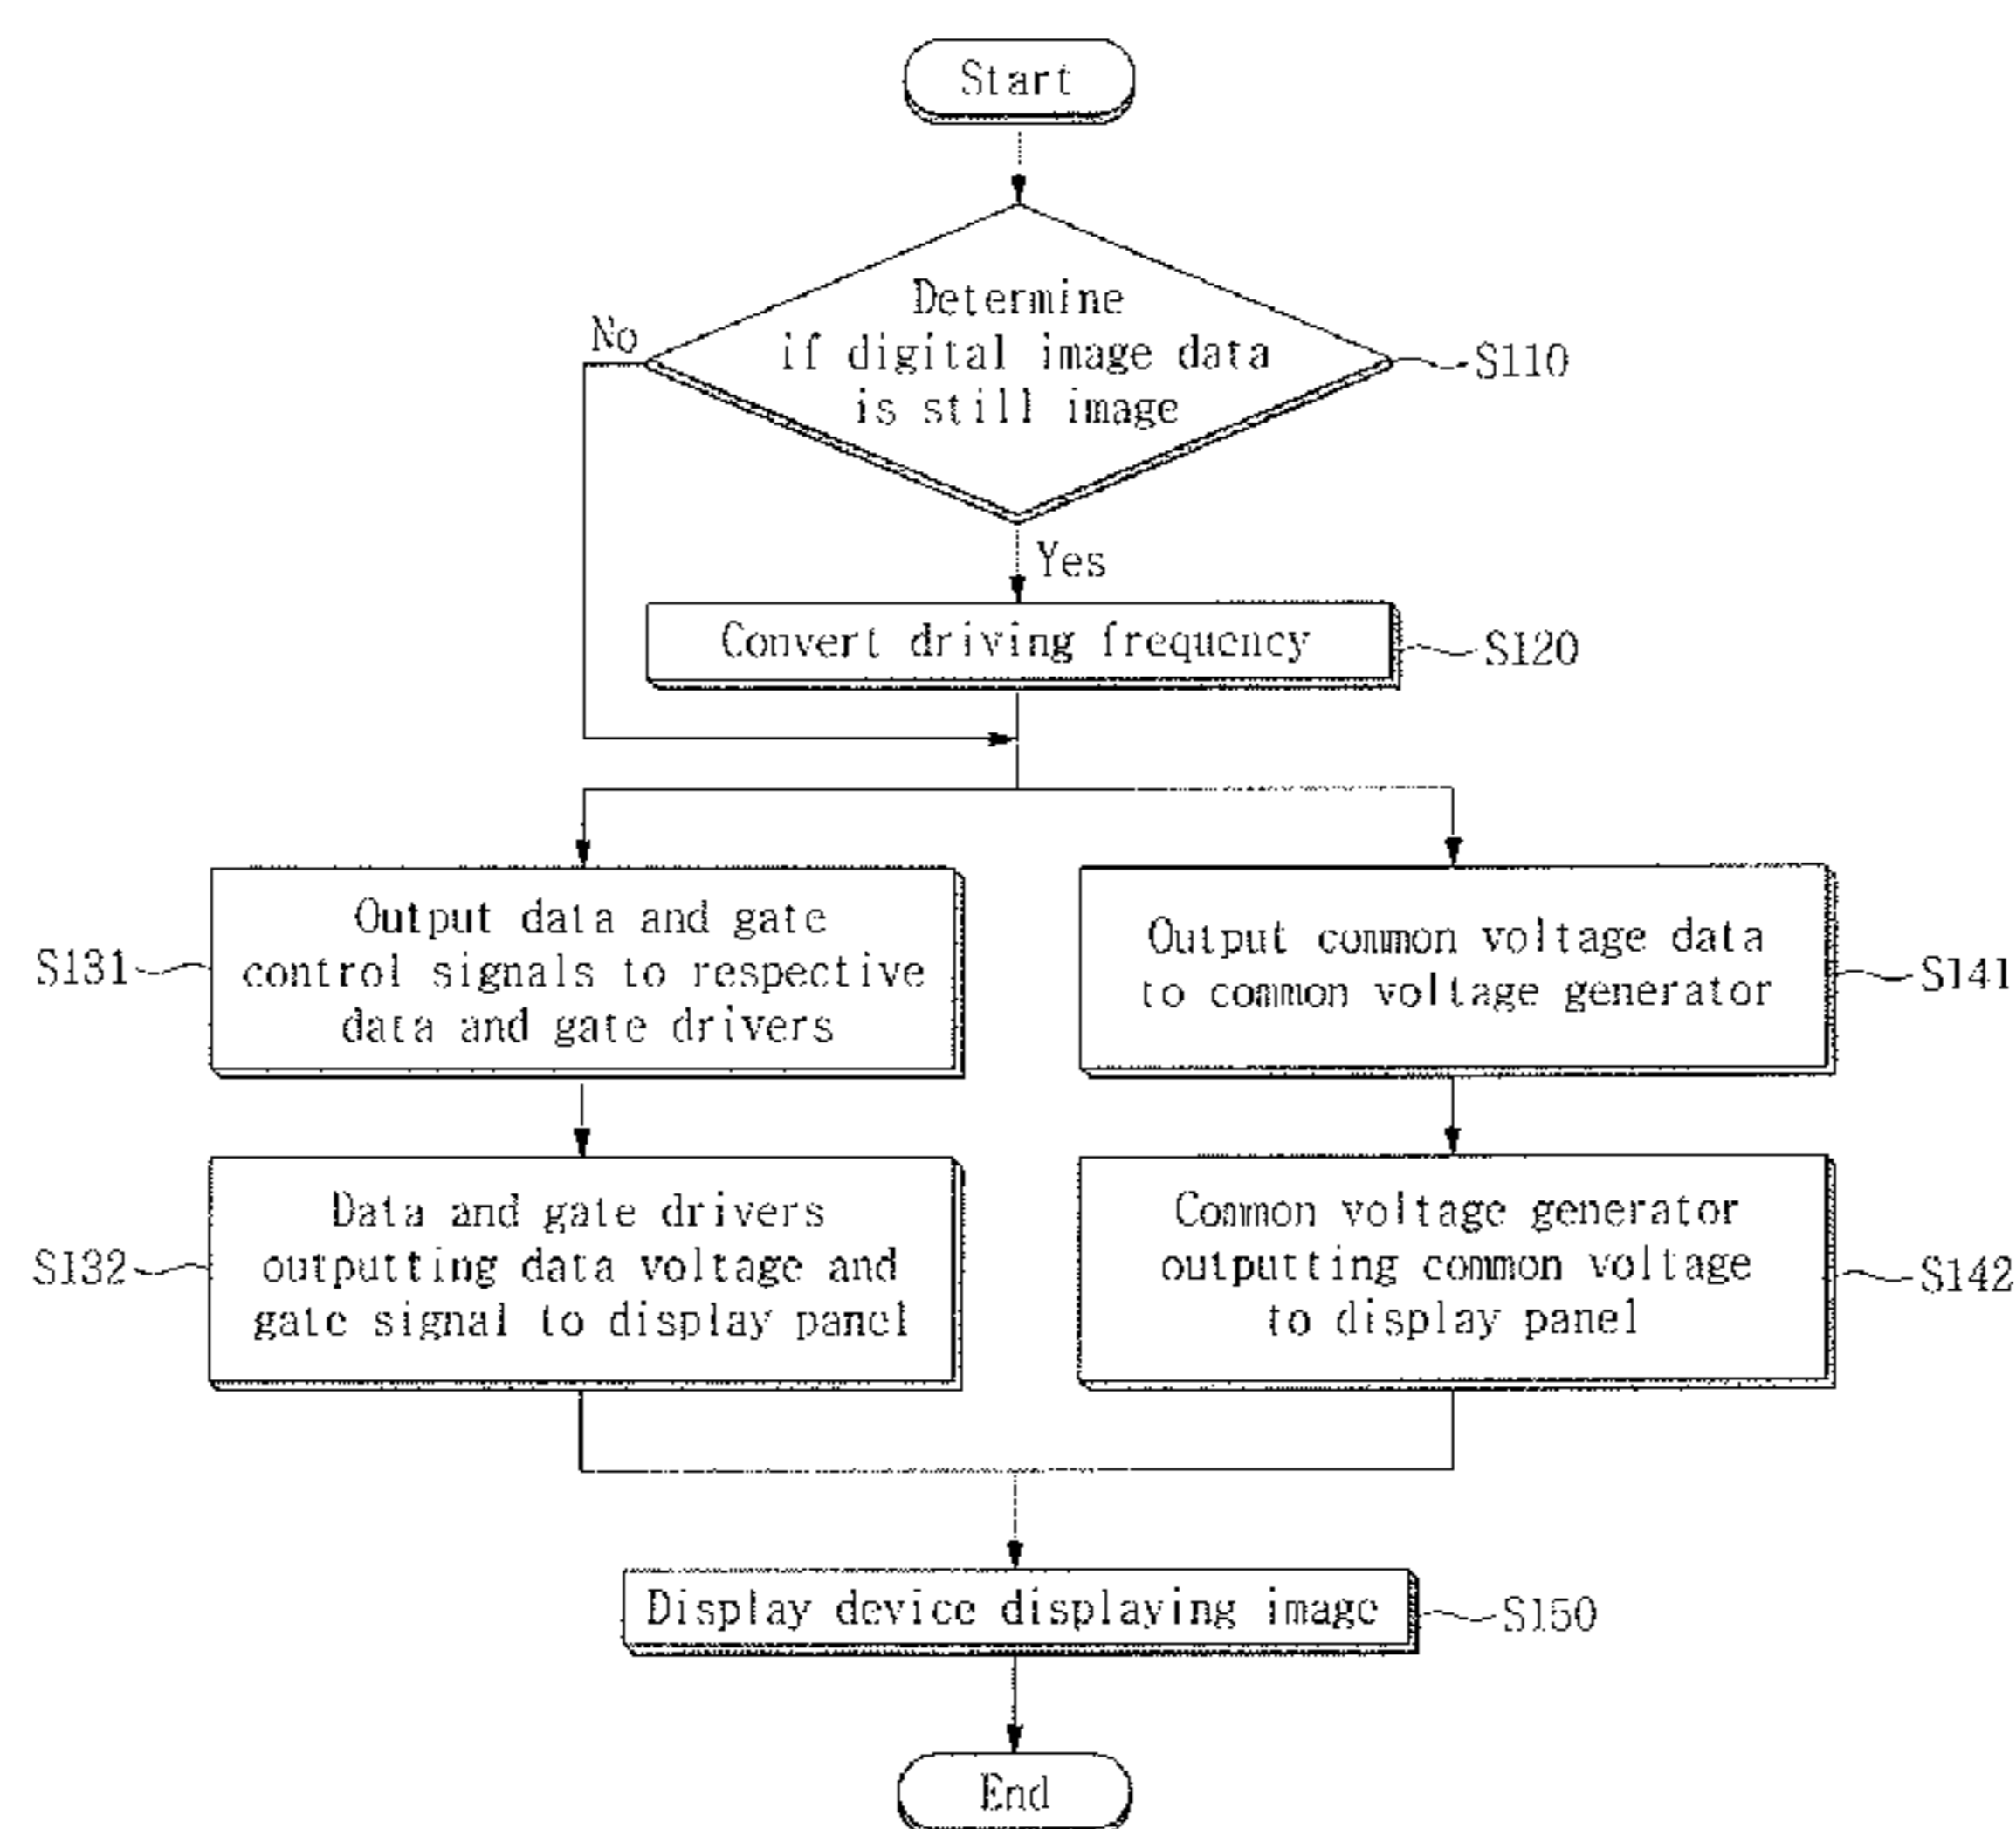 Start
Determine
if digital image data
is still image
No
S110
Yes
Convert driving frequency
S120
Output data and gate
control signals to respective
data and gate drivers
S131
Output common voltage data
to common voltage generator
S141
Data and gate drivers
outputting data voltage and
gate signal to display panel
S132
Common voltage generator
outputting common voltage
to display panel
S142
Display device displaying image
S150
End